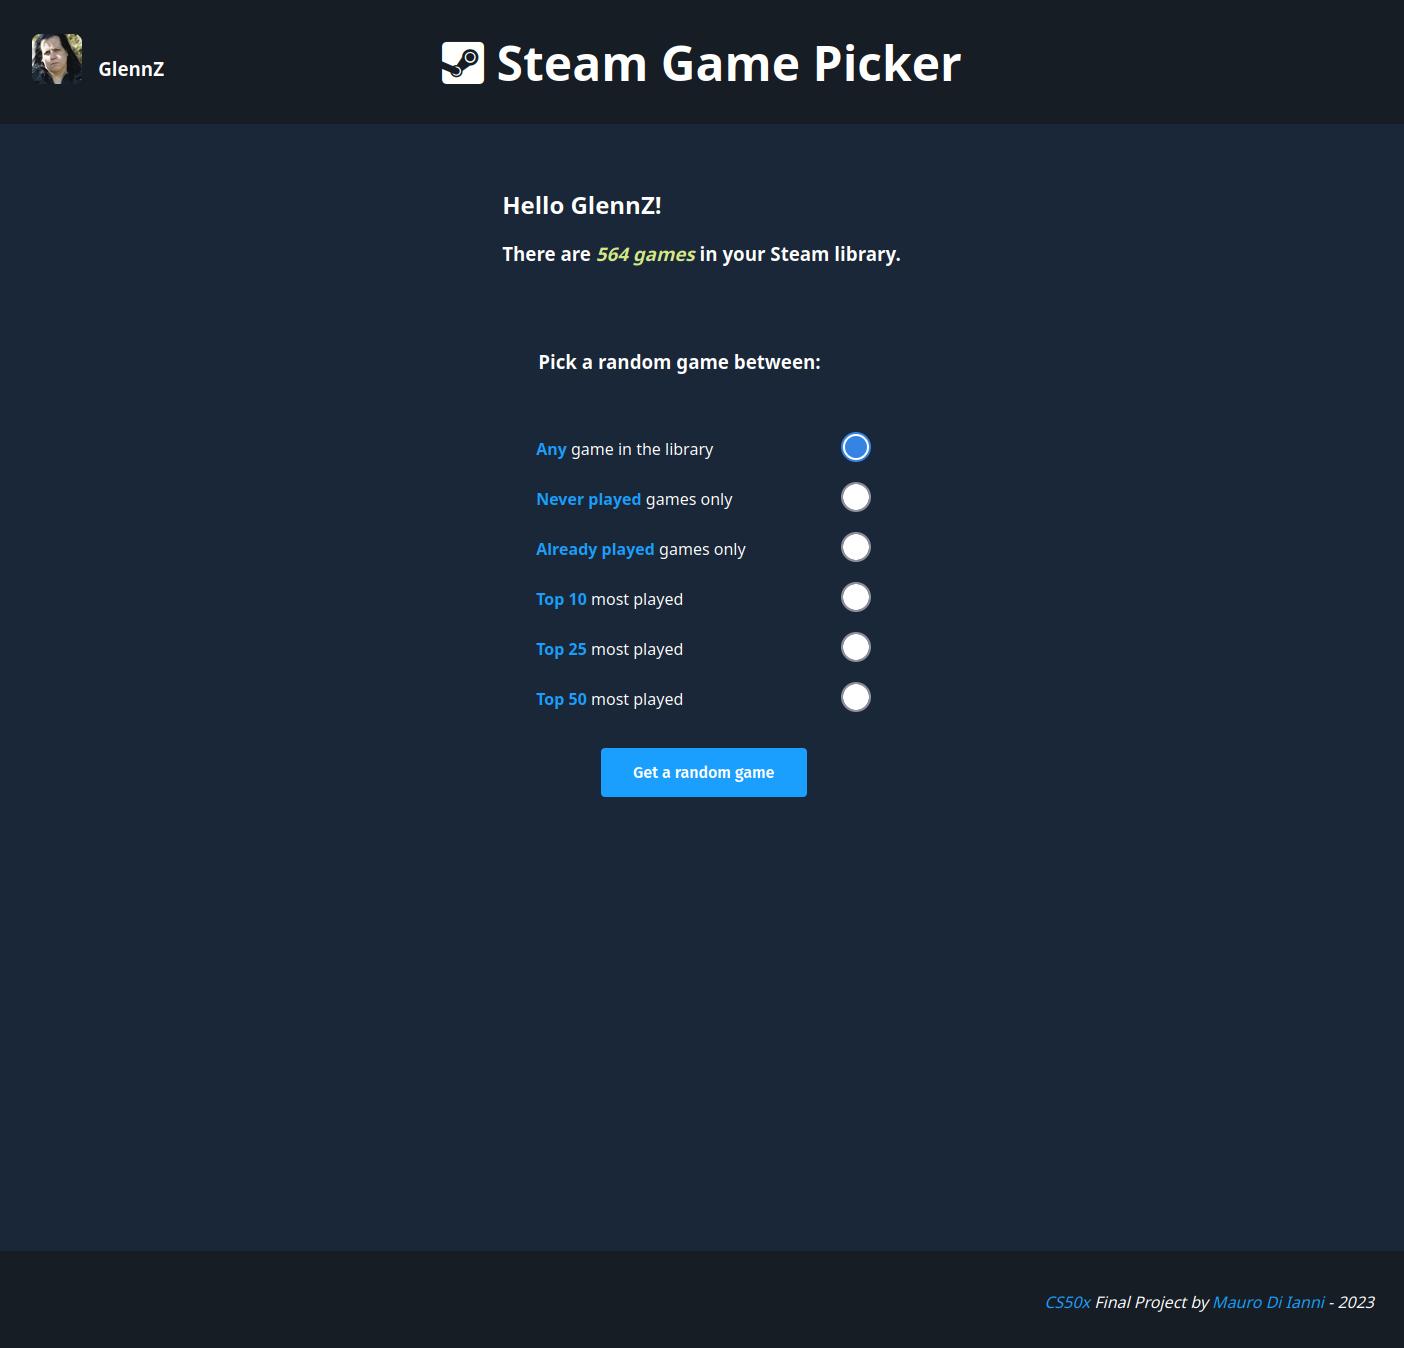 GlennZ
Steam Game Picker
Hello GlennZ!
There are 564 games in your Steam library.
Pick a random game between:
Any game in the library
Never played games only
Already played games only
Top 10 most played
Top 25 most played
Top 50 most played
Get a random game
CS50x Final Project by Mauro Di Ianni - 2023